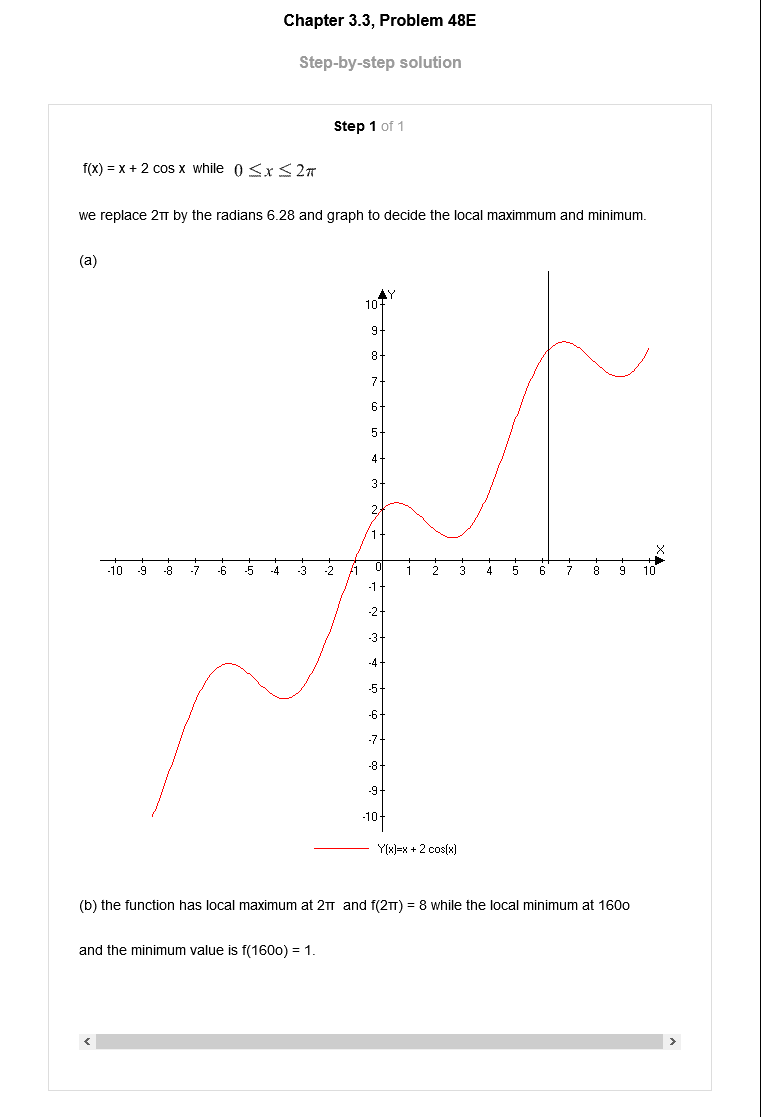 Chapter 3.3, Problem 48E
Step-by-step solution
Step 1 of 1
f(x) = x + 2 cos x while 0 ≤ x ≤ 2π
we replace 2π by the radians 6.28 and graph to decide the local maximmum and minimum.
(a)
Y
10
9
8
7
6
5
4
3
2
1
X
-10 -9 -8 -7 -6 -5 -4 -3 -2 -1 0 1 2 3 4 5 6 7 8 9 10
-1
-2
-3
-4
-5
-6
-7
-8
-9
-10
Y(x)=x + 2 cos(x)
(b) the function has local maximum at 2π and f(2π) = 8 while the local minimum at 160o
and the minimum value is f(160o) = 1.